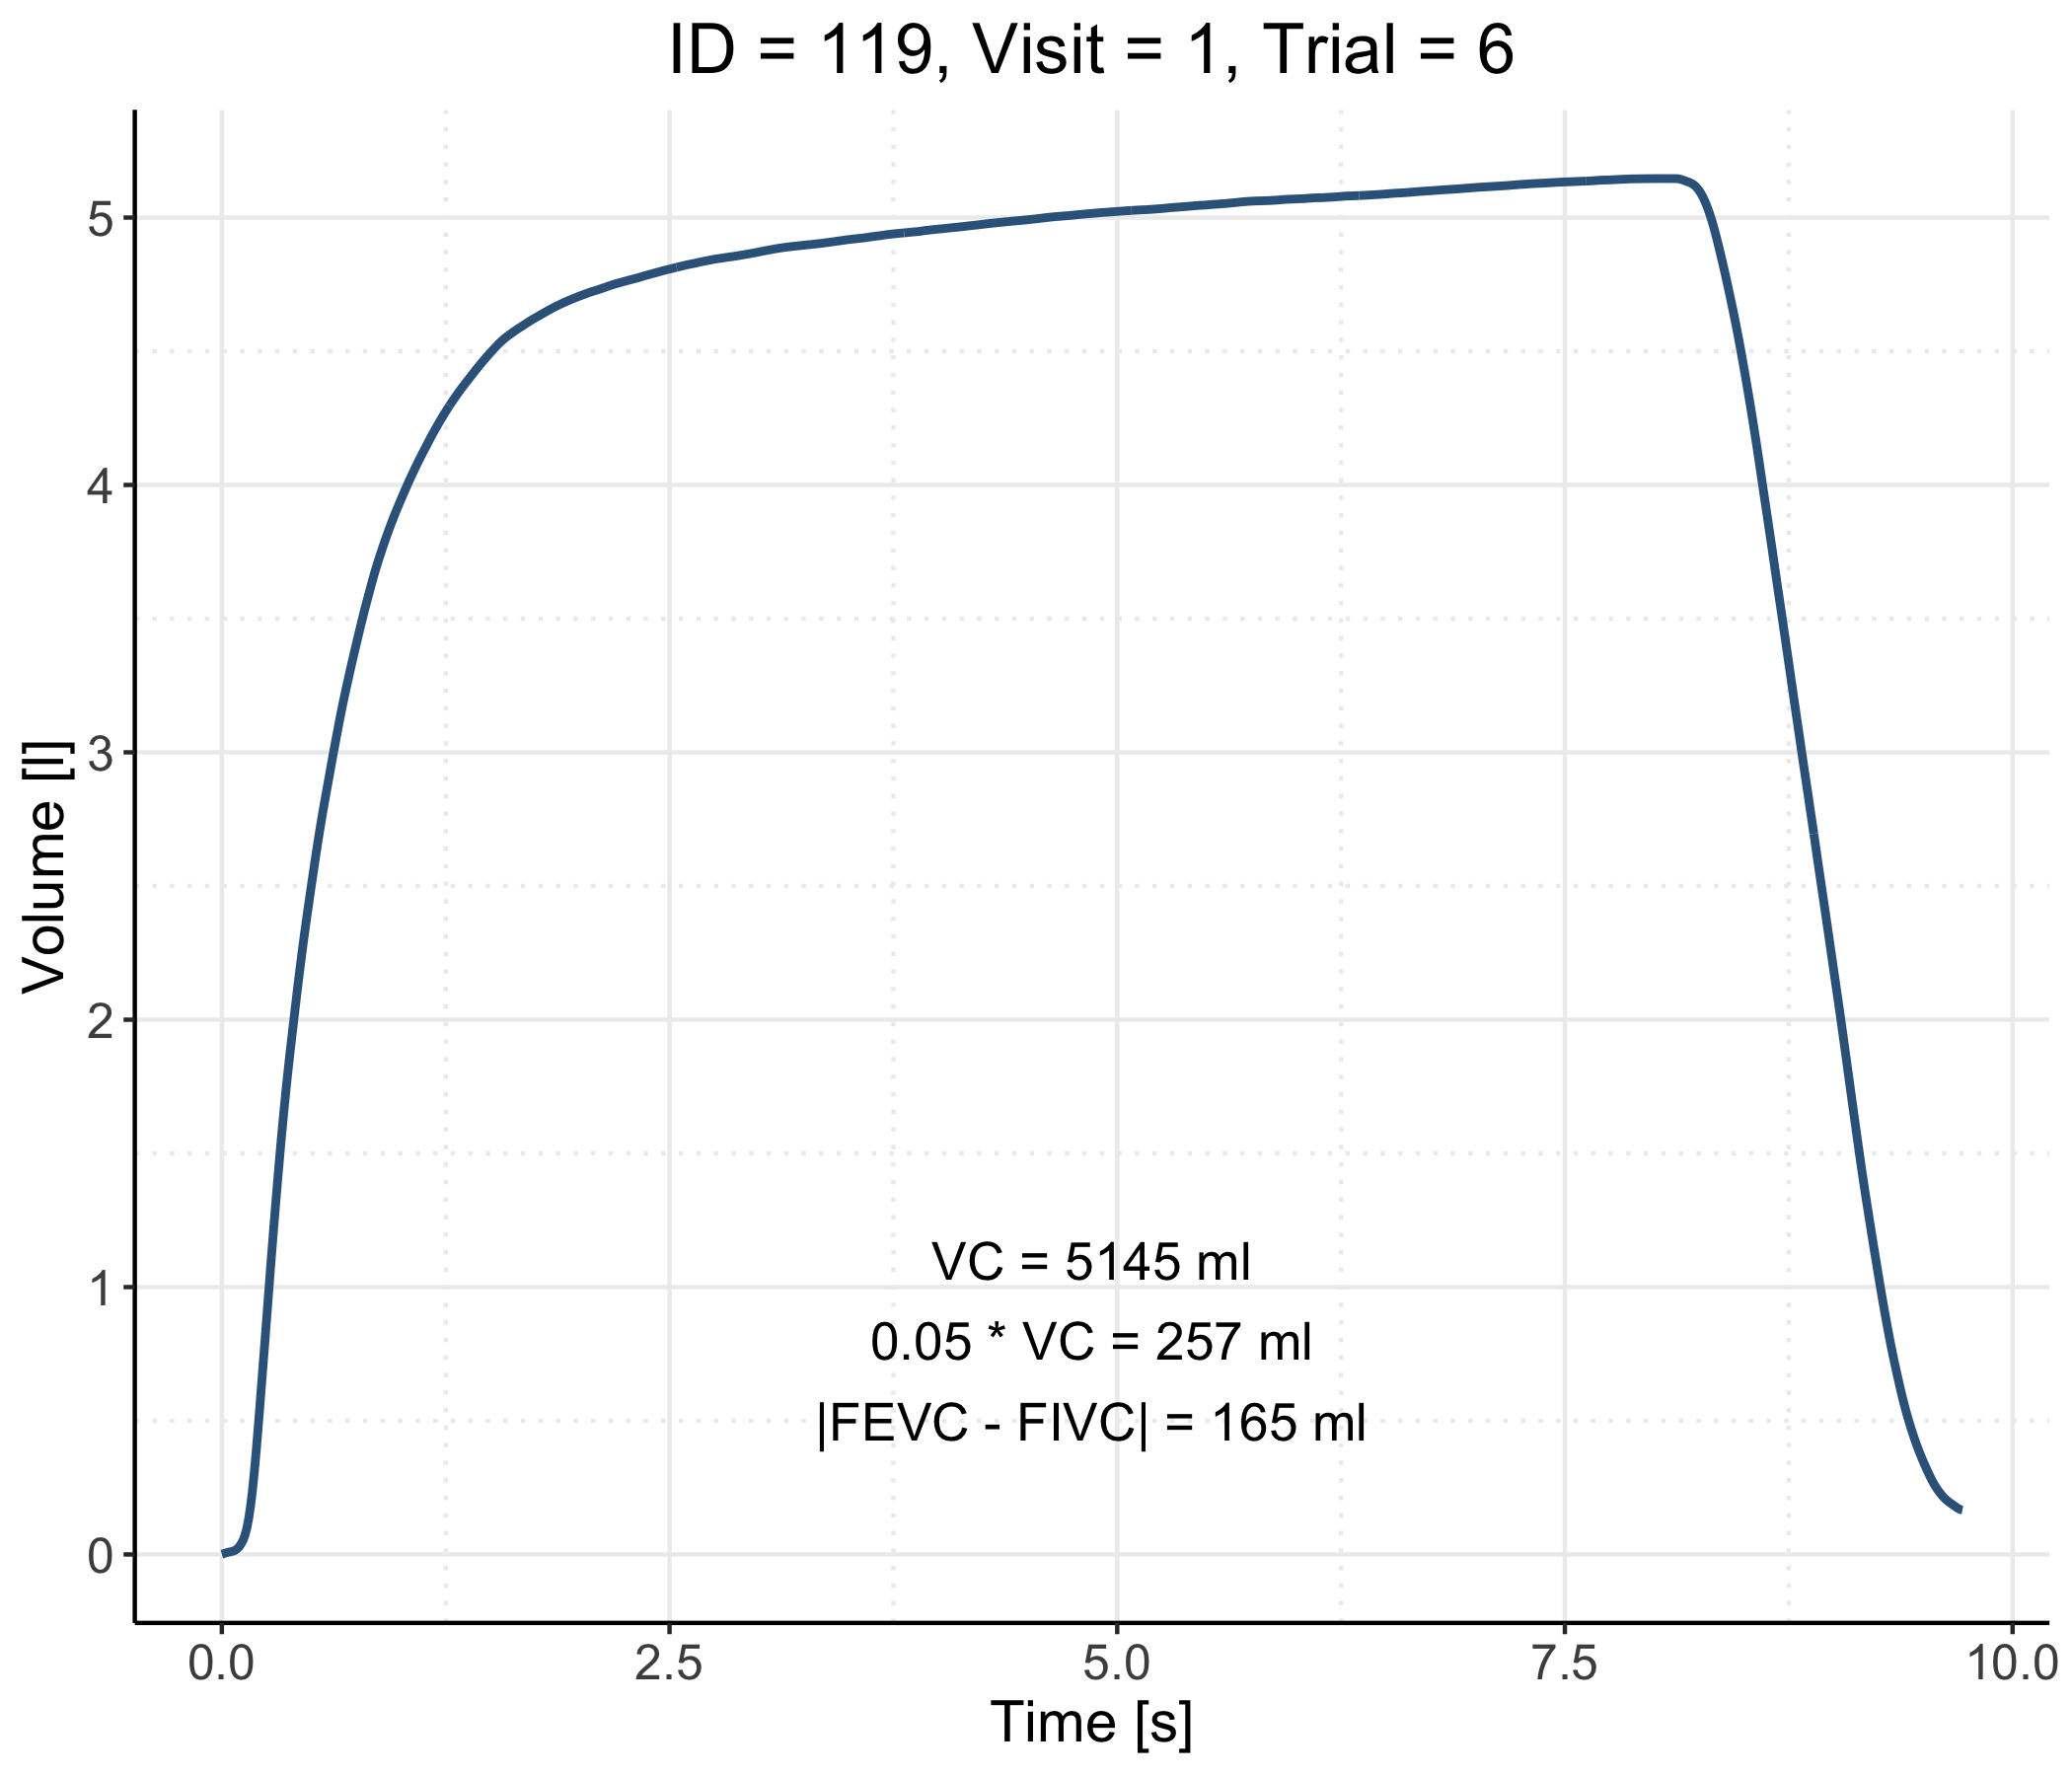 ID = 119, Visit = 1, Trial = 6
Volume [l]
5
4
3
2
1
0
VC = 5145 ml
0.05 * VC = 257 ml
|FEVC - FIVC| = 165 ml
0.0 2.5 5.0 7.5 10.0
Time [s]